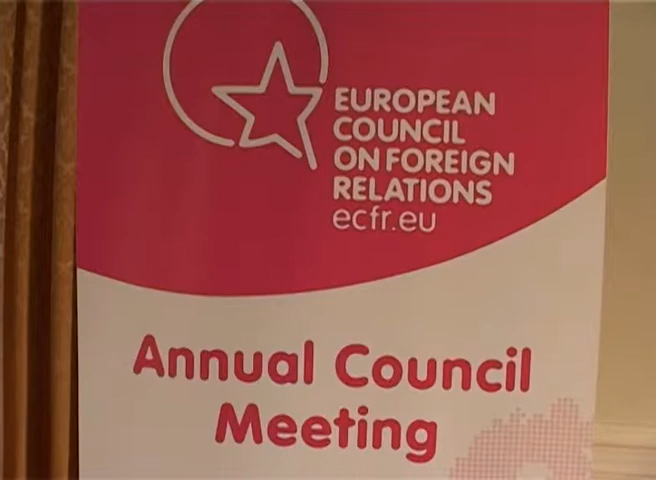 EUROPEAN
COUNCIL
ON FOREIGN
RELATIONS
ecfr.eu
Annual Council
Meeting